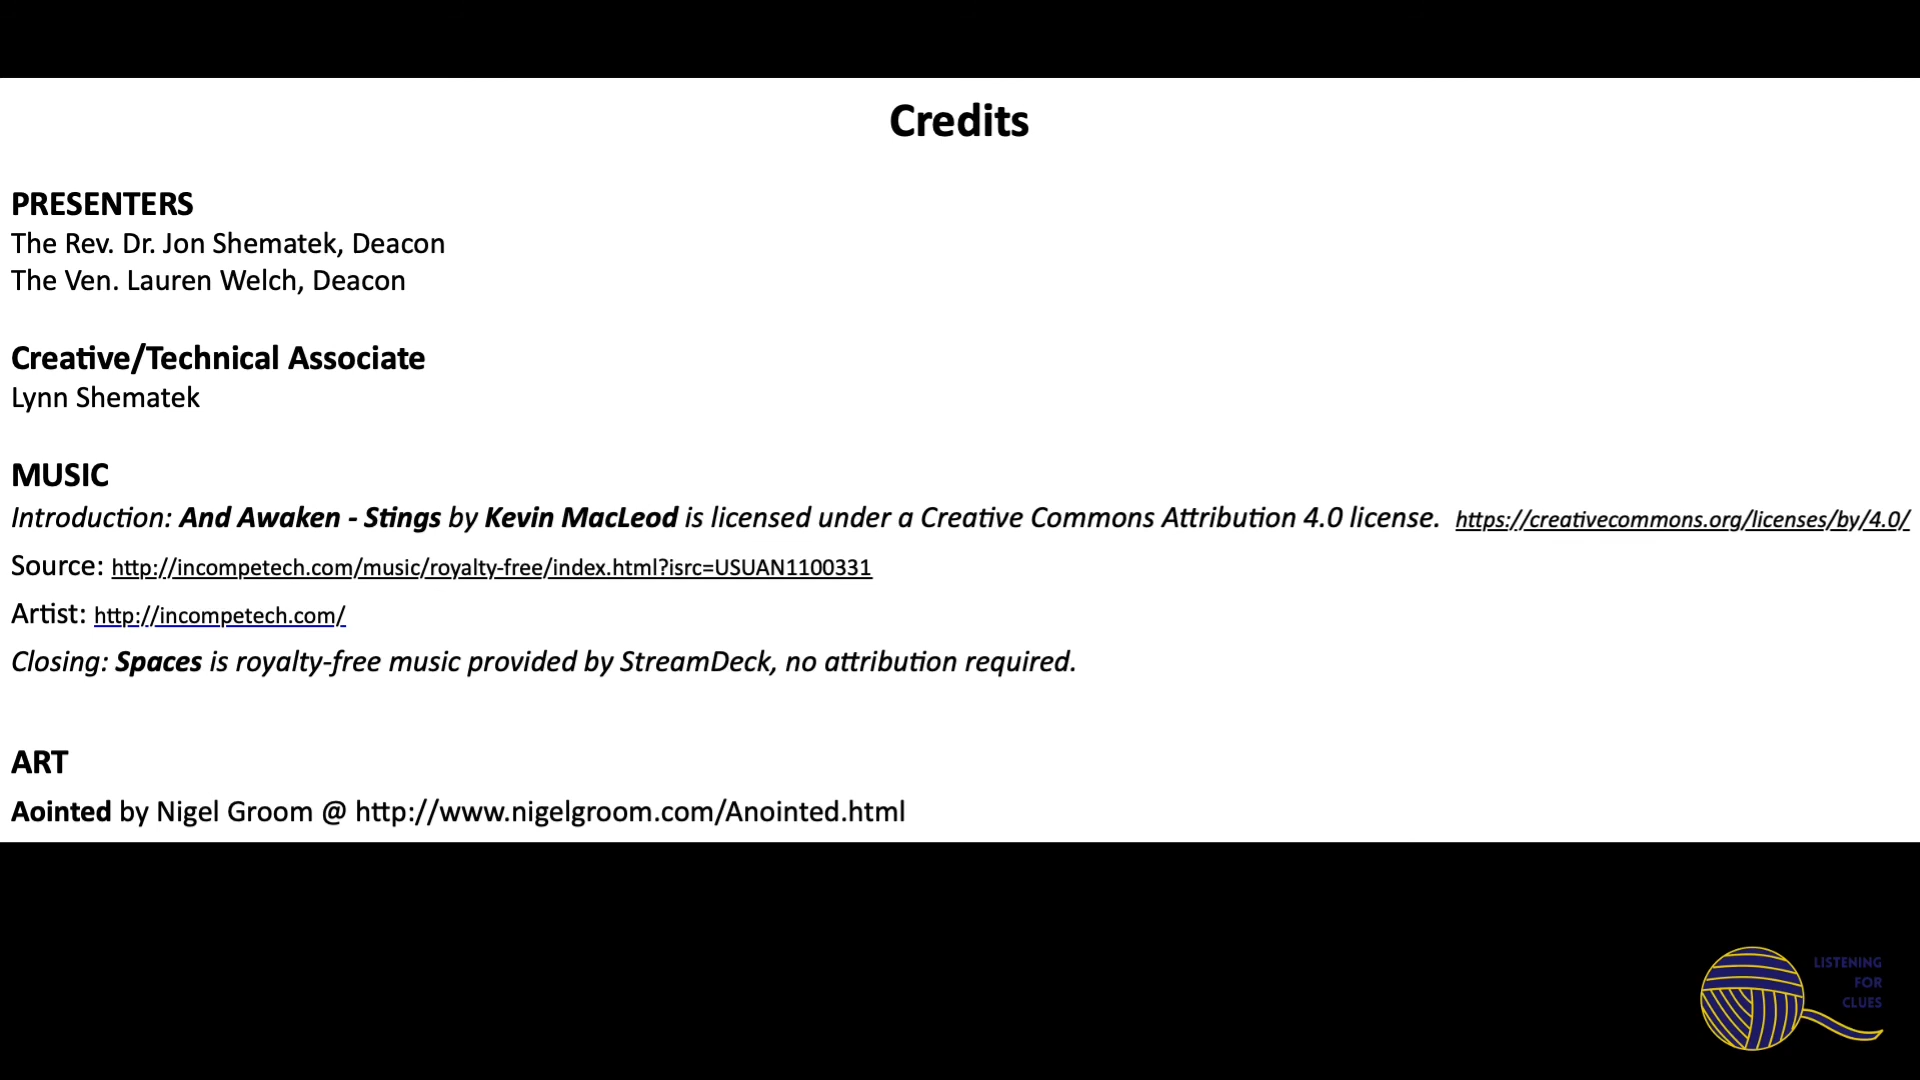 Credits
PRESENTERS
The Rev. Dr. Jon Shematek, Deacon
The Ven. Lauren Welch, Deacon
Creative/Technical Associate
Lynn Shematek
MUSIC
Introduction: And Awaken - Stings by Kevin MacLeod is licensed under a Creative Commons Attribution 4.0 license. https://creativecommons.org/licenses/by/4.0/
Source: http://incompetech.com/music/royalty-free/index.html?isrc=USUAN1100331
Artist: http://incompetech.com/
Closing: Spaces is royalty-free music provided by StreamDeck, no attribution required.
ART
Aointed by Nigel Groom @ http://www.nigelgroom.com/Anointed.html
LISTENING
FOR
CLUES